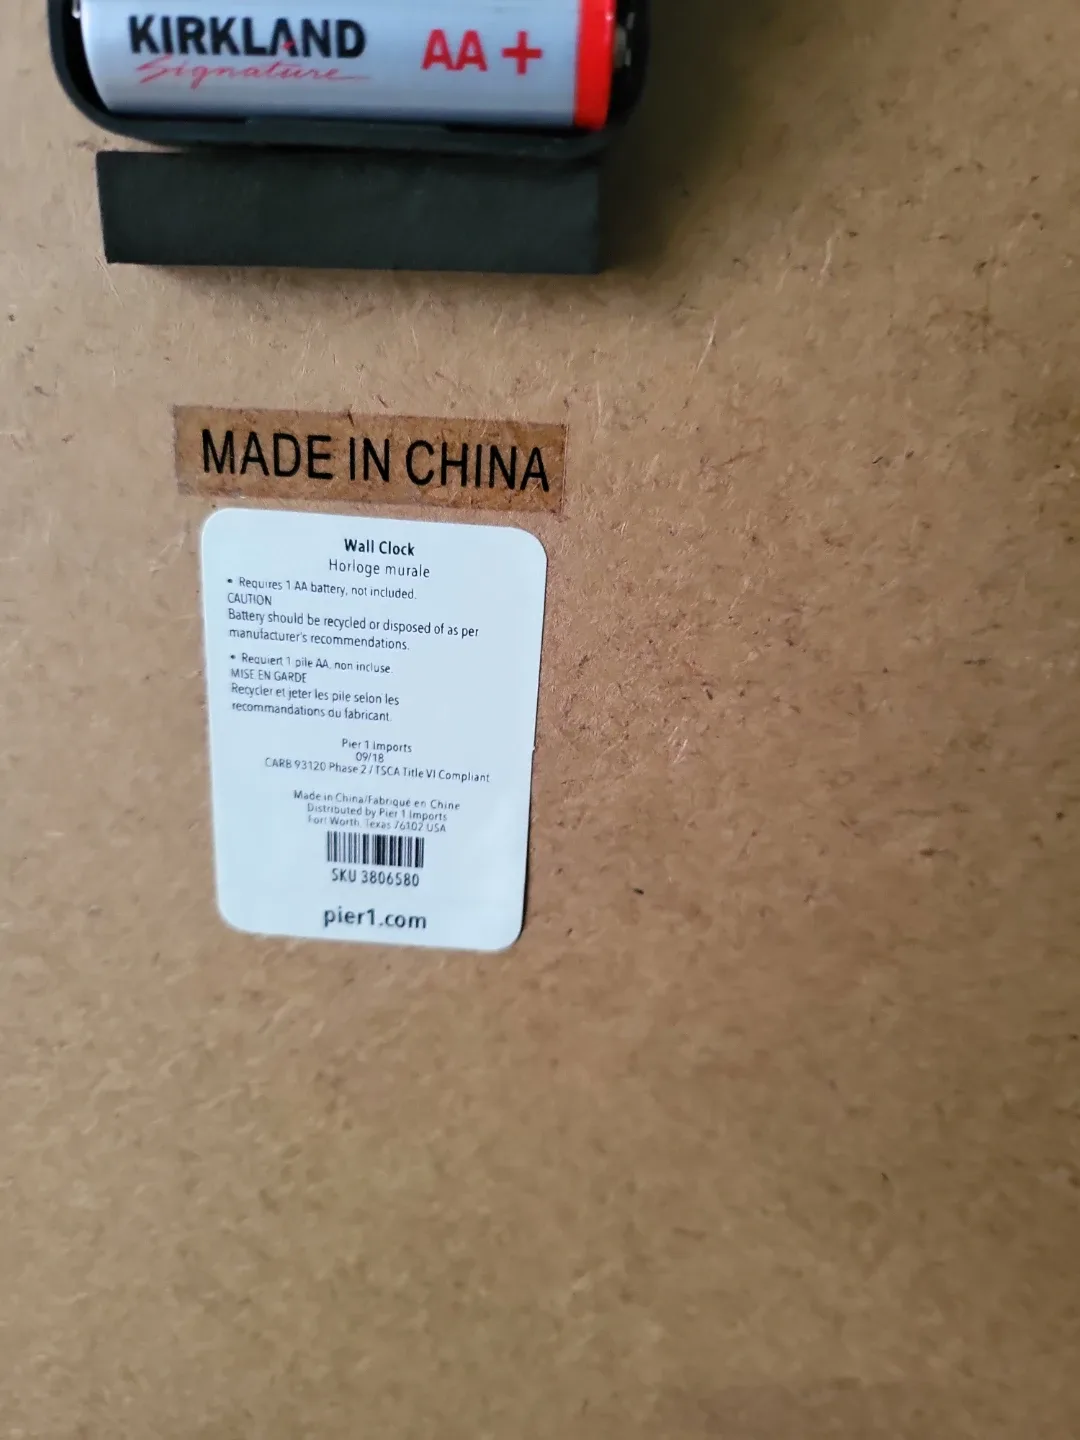 KIRKLAND
Signature
AA +
MADE IN CHINA
Wall Clock
Horloge murale
• Requires 1 AA battery, not included.
CAUTION
Battery should be recycled or disposed of as per
manufacturer's recommendations.
• Requiert 1 pile AA, non incluse.
MISE EN GARDE
Recycler et jeter les pile selon les
recommandations du fabricant.
Pier 1 Imports
09/18
CARB 93120 Phase 2 / TSCA Title VI Compliant
Made in China/Fabriqué en Chine
Distributed by Pier 1 Imports
Fort Worth, Texas 76102 USA
SKU 3806580
pier1.com